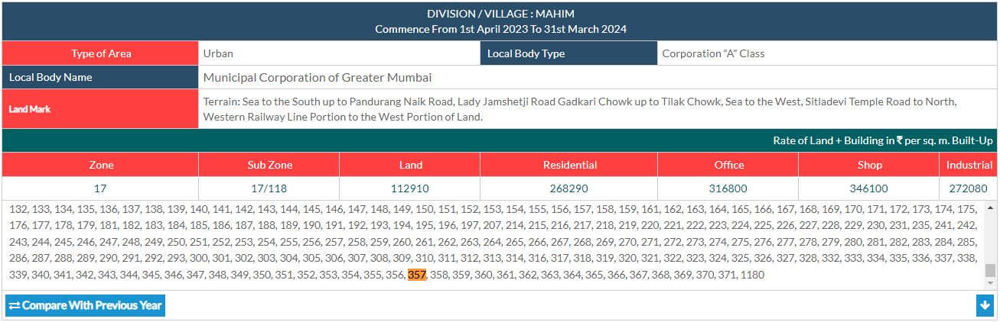 DIVISION / VILLAGE : MAHIM
Commence From 1st April 2023 To 31st March 2024
Type of Area Urban Local Body Type Corporation “A” Class
Local Body Name Municipal Corporation of Greater Mumbai
Land Mark Terrain: Sea to the South up to Pandurang Naik Road, Lady Jamshetji Road Gadkari Chowk up to Tilak Chowk, Sea to the West, Sitladevi Temple Road to North,
Western Railway Line Portion to the West Portion of Land.
Rate of Land + Building in ₹ per sq. m. Built-Up
Zone Sub Zone Land Residential Office Shop Industrial
17 17/118 112910 268290 316800 346100 272080
132, 133, 134, 135, 136, 137, 138, 139, 140, 141, 142, 143, 144, 145, 146, 147, 148, 149, 150, 151, 152, 153, 154, 155, 156, 157, 158, 159, 161, 162, 163, 164, 165, 166, 167, 168, 169, 170, 171, 172, 173, 174, 175,
176, 177, 178, 179, 181, 182, 183, 184, 185, 186, 187, 188, 189, 190, 191, 192, 193, 194, 195, 196, 197, 207, 214, 215, 216, 217, 218, 219, 220, 221, 222, 223, 224, 225, 226, 227, 228, 229, 230, 231, 235, 241, 242,
243, 244, 245, 246, 247, 248, 249, 250, 251, 252, 253, 254, 255, 256, 257, 258, 259, 260, 261, 262, 263, 264, 265, 266, 267, 268, 269, 270, 271, 272, 273, 274, 275, 276, 277, 278, 279, 280, 281, 282, 283, 284, 285,
286, 287, 288, 289, 290, 291, 292, 293, 300, 301, 302, 303, 304, 305, 306, 307, 308, 309, 310, 311, 312, 313, 314, 316, 317, 318, 319, 320, 321, 322, 323, 324, 325, 326, 327, 328, 332, 333, 334, 335, 336, 337, 338,
339, 340, 341, 342, 343, 344, 345, 346, 347, 348, 349, 350, 351, 352, 353, 354, 355, 356, 357, 358, 359, 360, 361, 362, 363, 364, 365, 366, 367, 368, 369, 370, 371, 1180
Compare With Previous Year